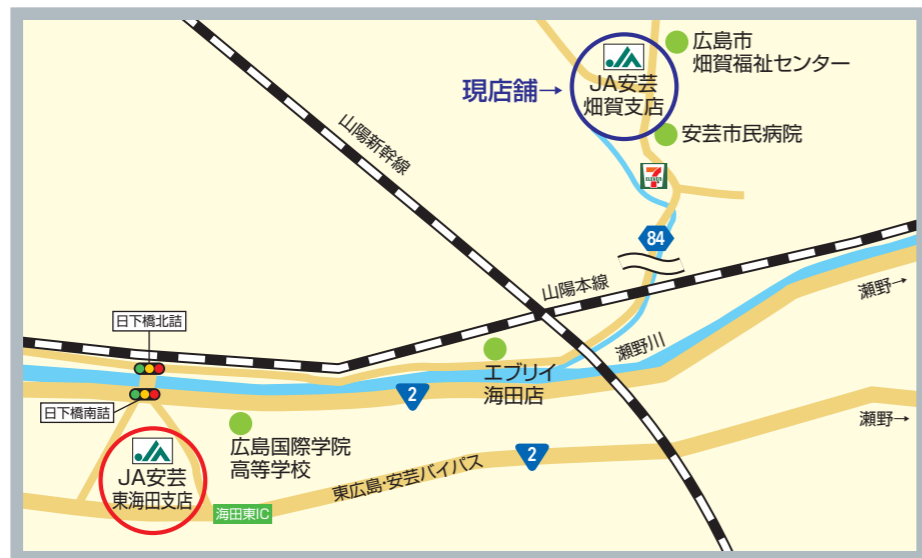 広島市
畑賀福祉センター
JA安芸
畑賀支店
現店舗→
安芸市民病院
山陽新幹線
7
ELEVEN
84
山陽本線
瀬野→
日下橋北詰
瀬野川
エブリイ
海田店
2
日下橋南詰
瀬野→
広島国際学院
高等学校
2
JA安芸
東海田支店
東広島・安芸バイパス
海田東IC